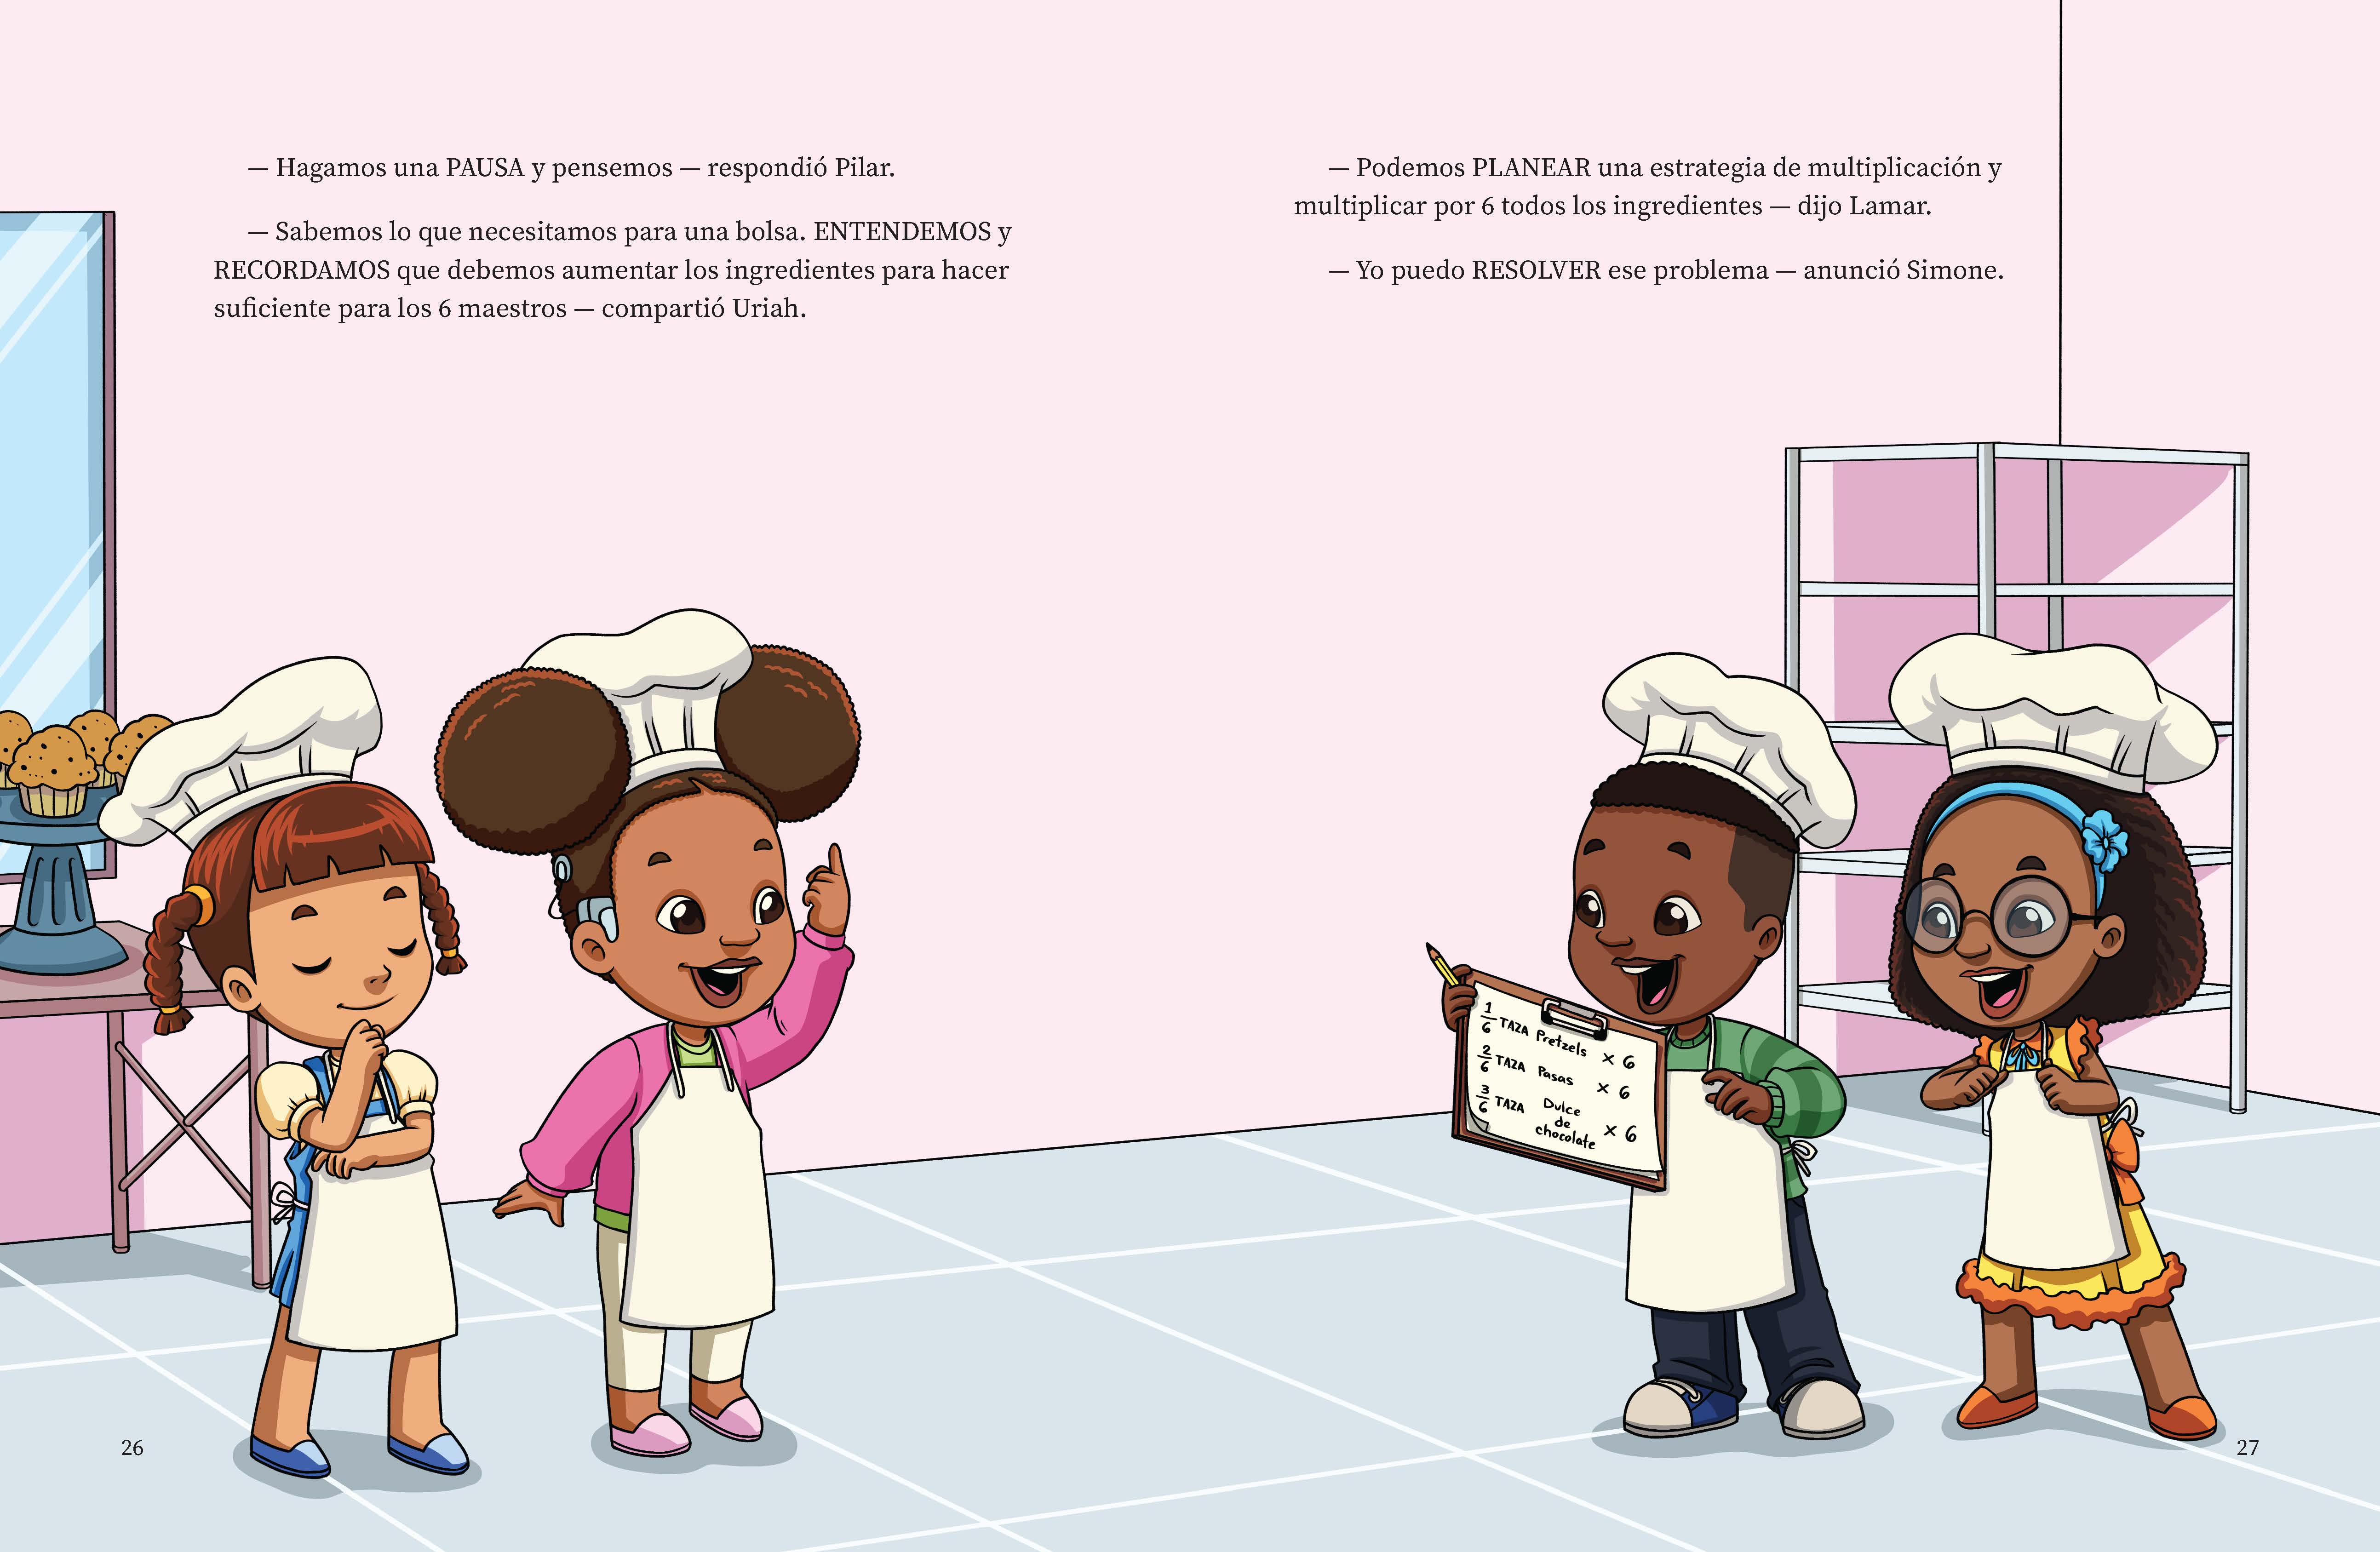 — Hagamos una PAUSA y pensemos — respondió Pilar.
— Sabemos lo que necesitamos para una bolsa. ENTENDEMOS y
RECORDAMOS que debemos aumentar los ingredientes para hacer
suficiente para los 6 maestros — compartió Uriah.
— Podemos PLANEAR una estrategia de multiplicación y
multiplicar por 6 todos los ingredientes — dijo Lamar.
— Yo puedo RESOLVER ese problema — anunció Simone.
1/6 TAZA Pretzels × 6
2/6 TAZA Pasas × 6
3/6 TAZA Dulce
de
chocolate × 6
26
27